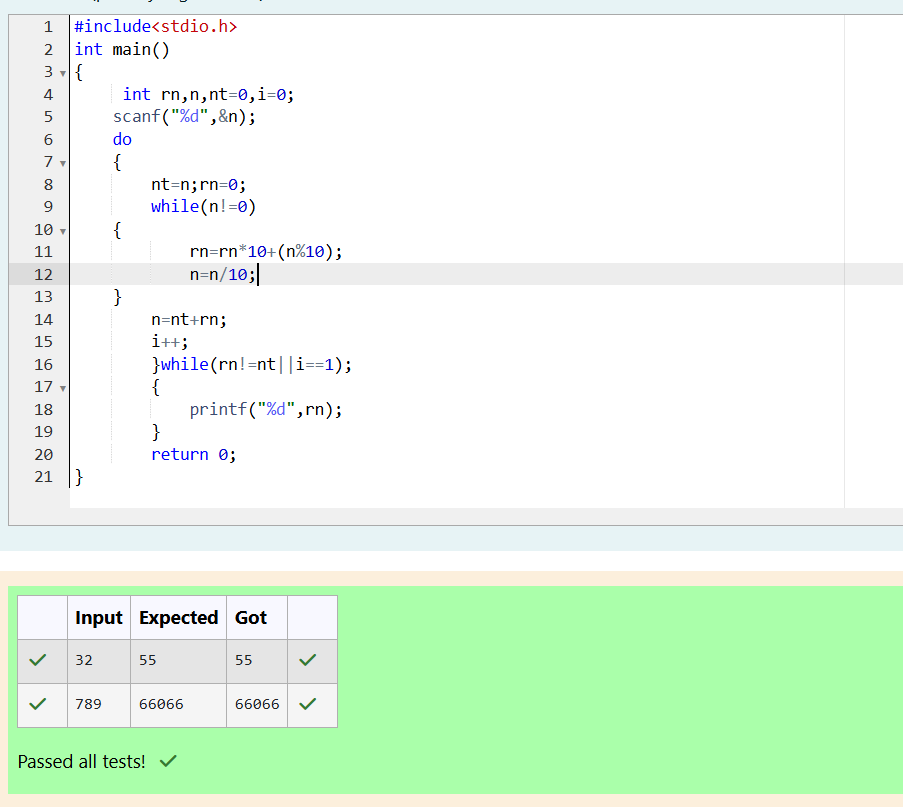 1 #include<stdio.h>
2 int main()
3 {
4 int rn,n,nt=0,i=0;
5 scanf("%d",&n);
6 do
7 {
8 nt=n;rn=0;
9 while(n!=0)
10 {
11 rn=rn*10+(n%10);
12 n=n/10;
13 }
14 n=nt+rn;
15 i++;
16 }while(rn!=nt||i==1);
17 {
18 printf("%d",rn);
19 }
20 return 0;
21 }
Input Expected Got
32 55 55
789 66066 66066
Passed all tests!